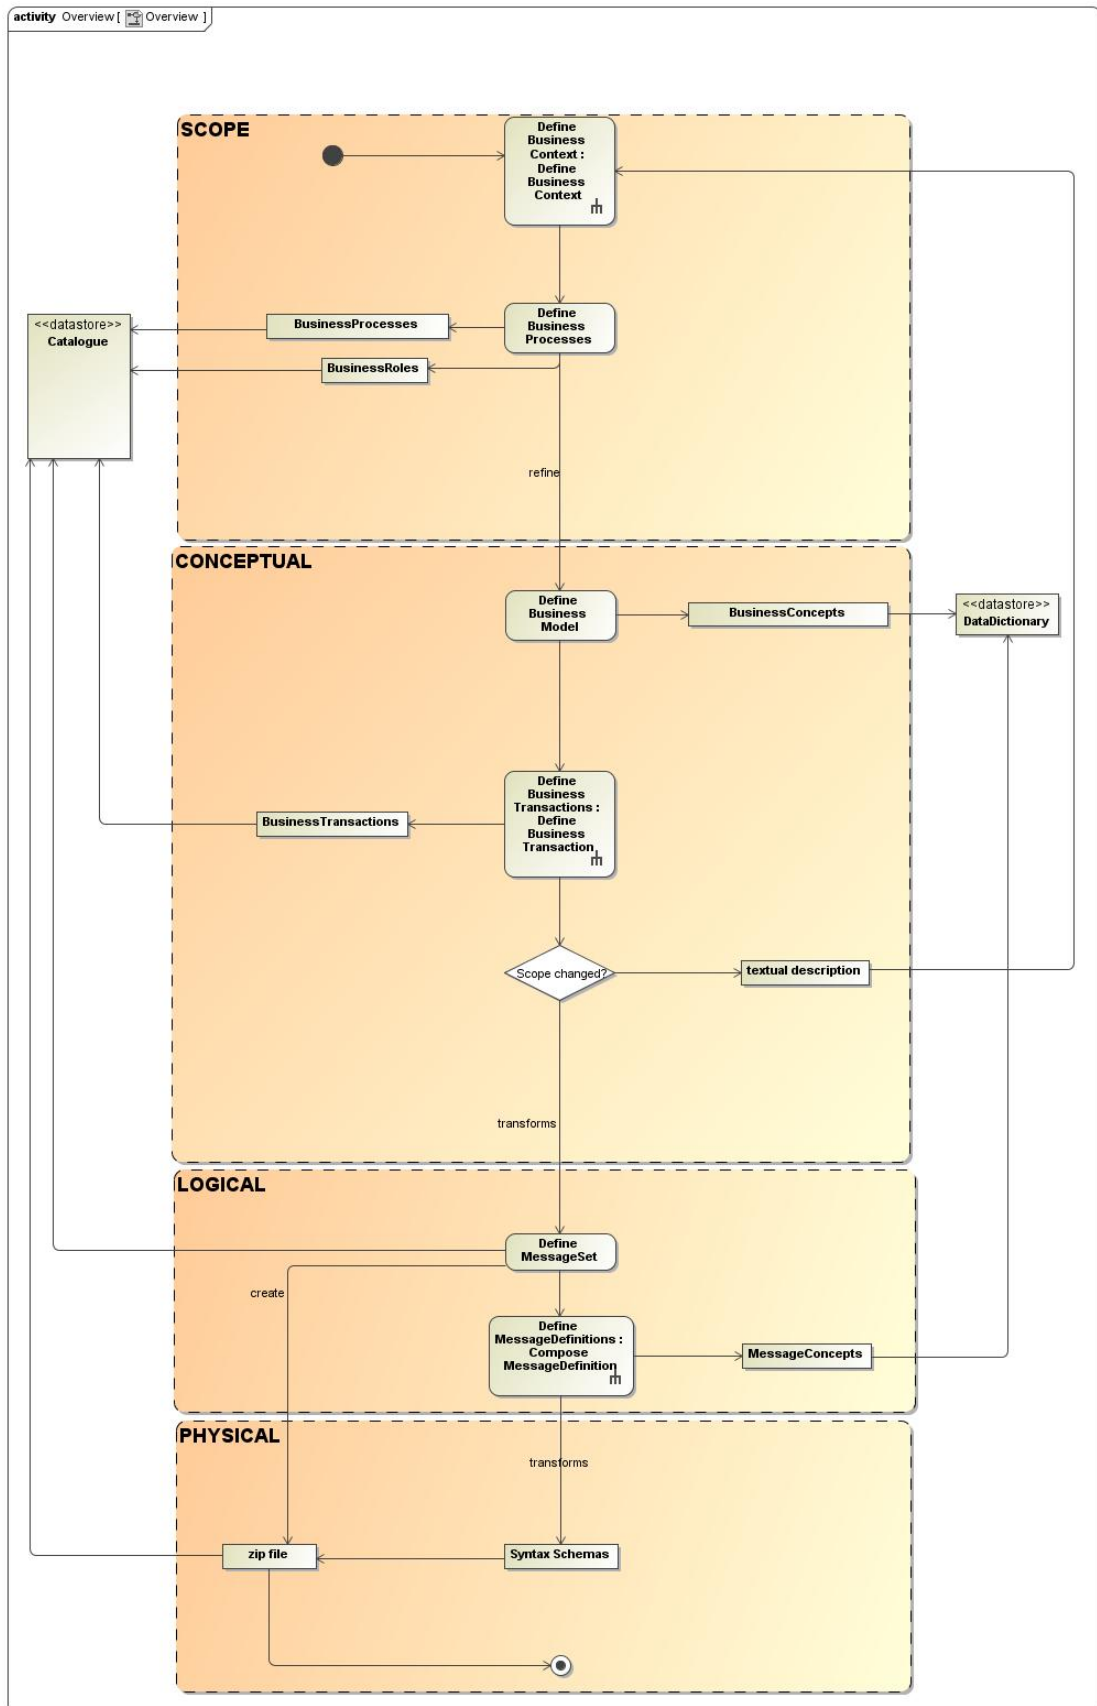 activity Overview [ Overview ]
SCOPE
Define
Business
Context :
Define
Business
Context
<<datastore>>
Catalogue
BusinessProcesses
Define
Business
Processes
BusinessRoles
refine
CONCEPTUAL
Define
Business
Model
BusinessConcepts
<<datastore>>
DataDictionary
Define
Business
Transactions :
Define
Business
Transaction
BusinessTransactions
Scope changed?
textual description
transforms
LOGICAL
Define
MessageSet
create
Define
MessageDefinitions :
Compose
MessageDefinition
MessageConcepts
PHYSICAL
transforms
zip file
Syntax Schemas